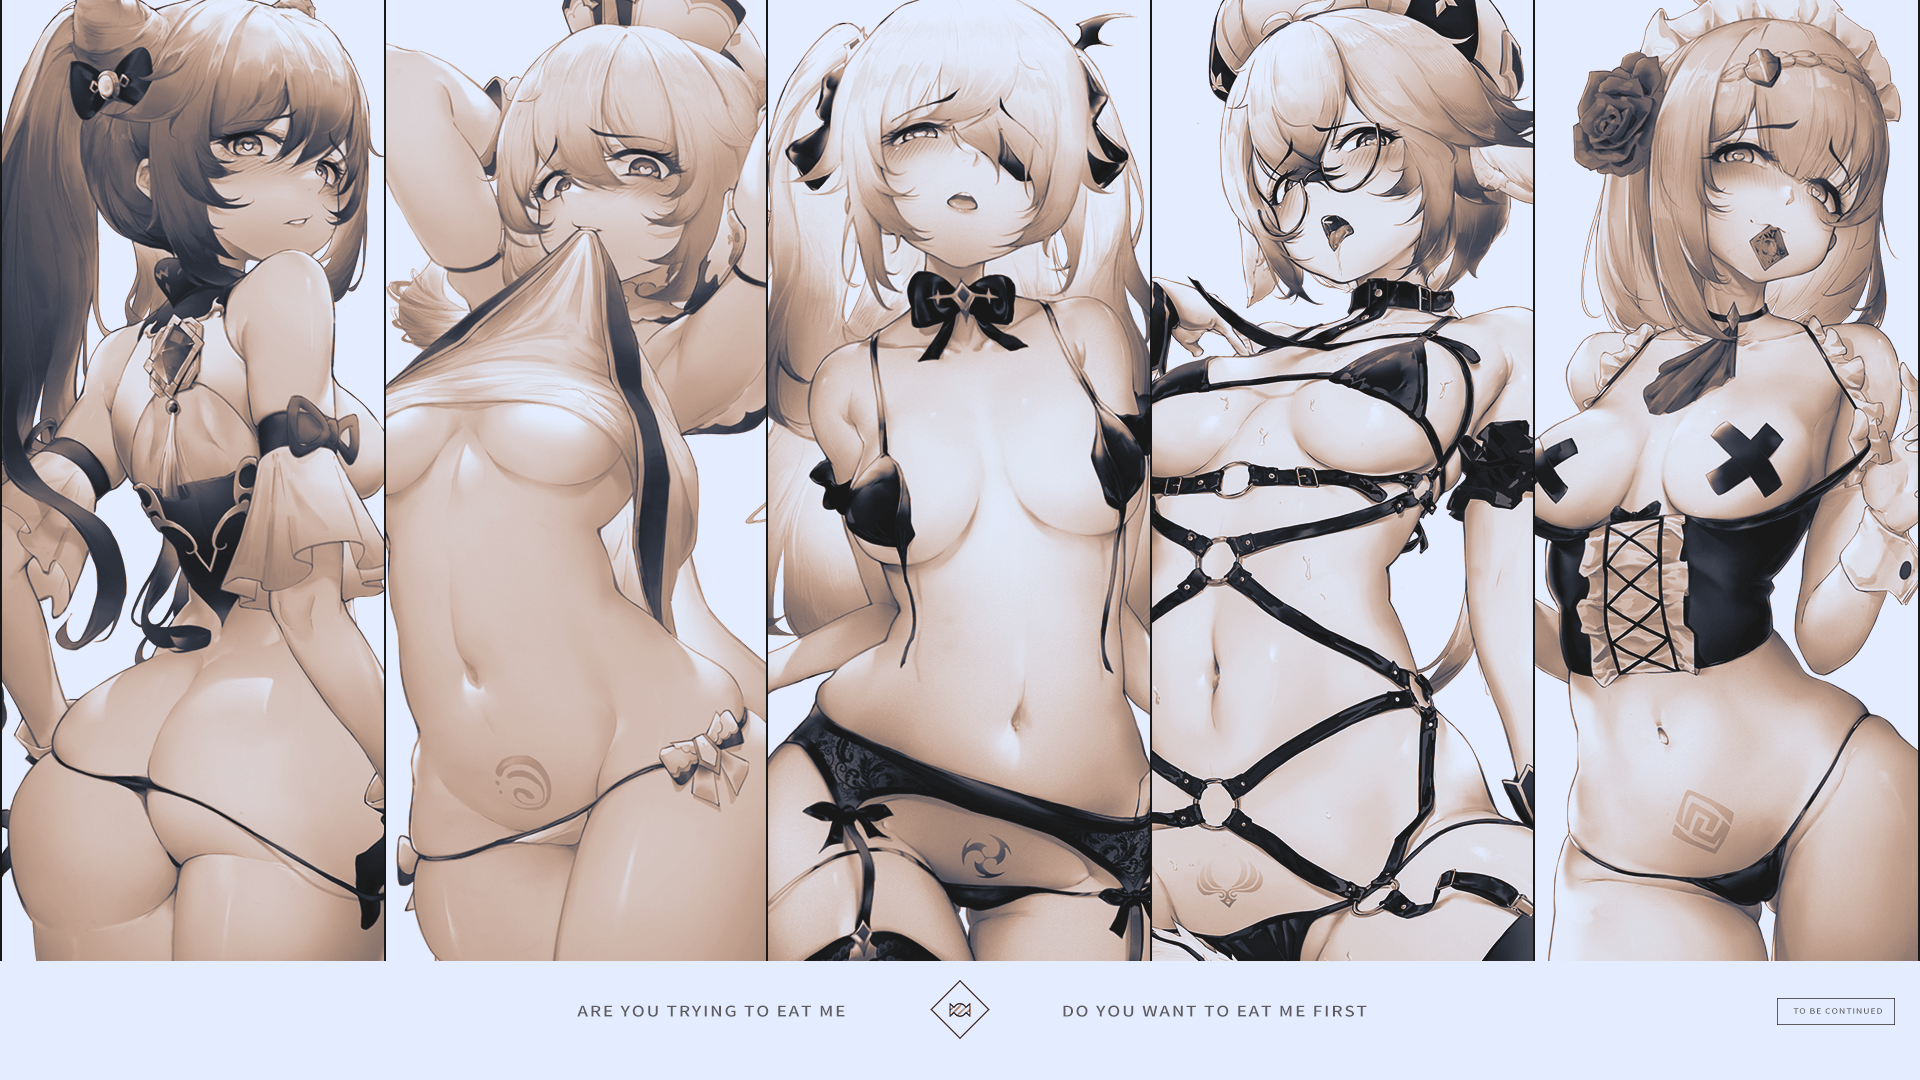 ARE YOU TRYING TO EAT ME
DO YOU WANT TO EAT ME FIRST
TO BE CONTINUED